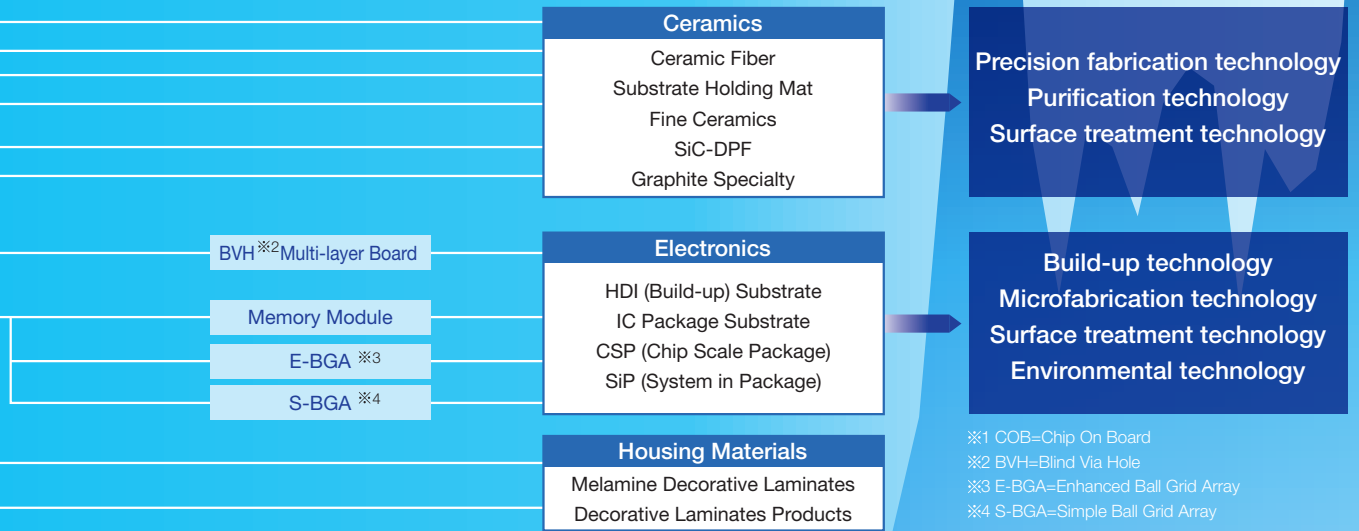 Ceramics
Ceramic Fiber
Substrate Holding Mat
Fine Ceramics
SiC-DPF
Graphite Specialty
Precision fabrication technology
Purification technology
Surface treatment technology
BVH※2Multi-layer Board
Memory Module
E-BGA ※3
S-BGA ※4
Electronics
HDI (Build-up) Substrate
IC Package Substrate
CSP (Chip Scale Package)
SiP (System in Package)
Build-up technology
Microfabrication technology
Surface treatment technology
Environmental technology
Housing Materials
Melamine Decorative Laminates
Decorative Laminates Products
※1 COB=Chip On Board
※2 BVH=Blind Via Hole
※3 E-BGA=Enhanced Ball Grid Array
※4 S-BGA=Simple Ball Grid Array